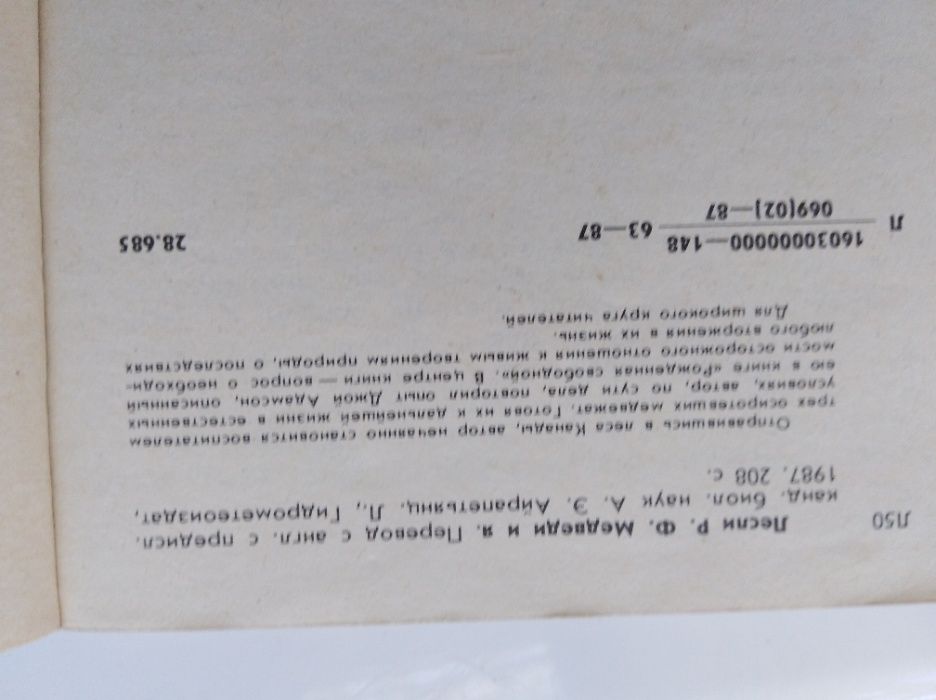 Лесли Р. Ф. Медведи и я. Перевод с англ. с предисл.
Л50 канд. биол. наук А. Э. Айрапетьянц. Л., Гидрометеоиздат,
1987. 208 с.
Отправившись в леса Канады, автор нечаянно становится воспитателем
трех осиротевших медвежат. Готовя их к дальнейшей жизни в естественных
условиях, автор, по сути дела, повторил опыт Джой Адамсон, описанный
ею в книге «Рожденная свободной». В центре книги — вопрос о необходи-
мости осторожного отношения к живым творениям природы, о последствиях
любого вторжения в их жизнь.
Для широкого круга читателей.
Л 1603000000—148 63—87 28.685
069(02)—87